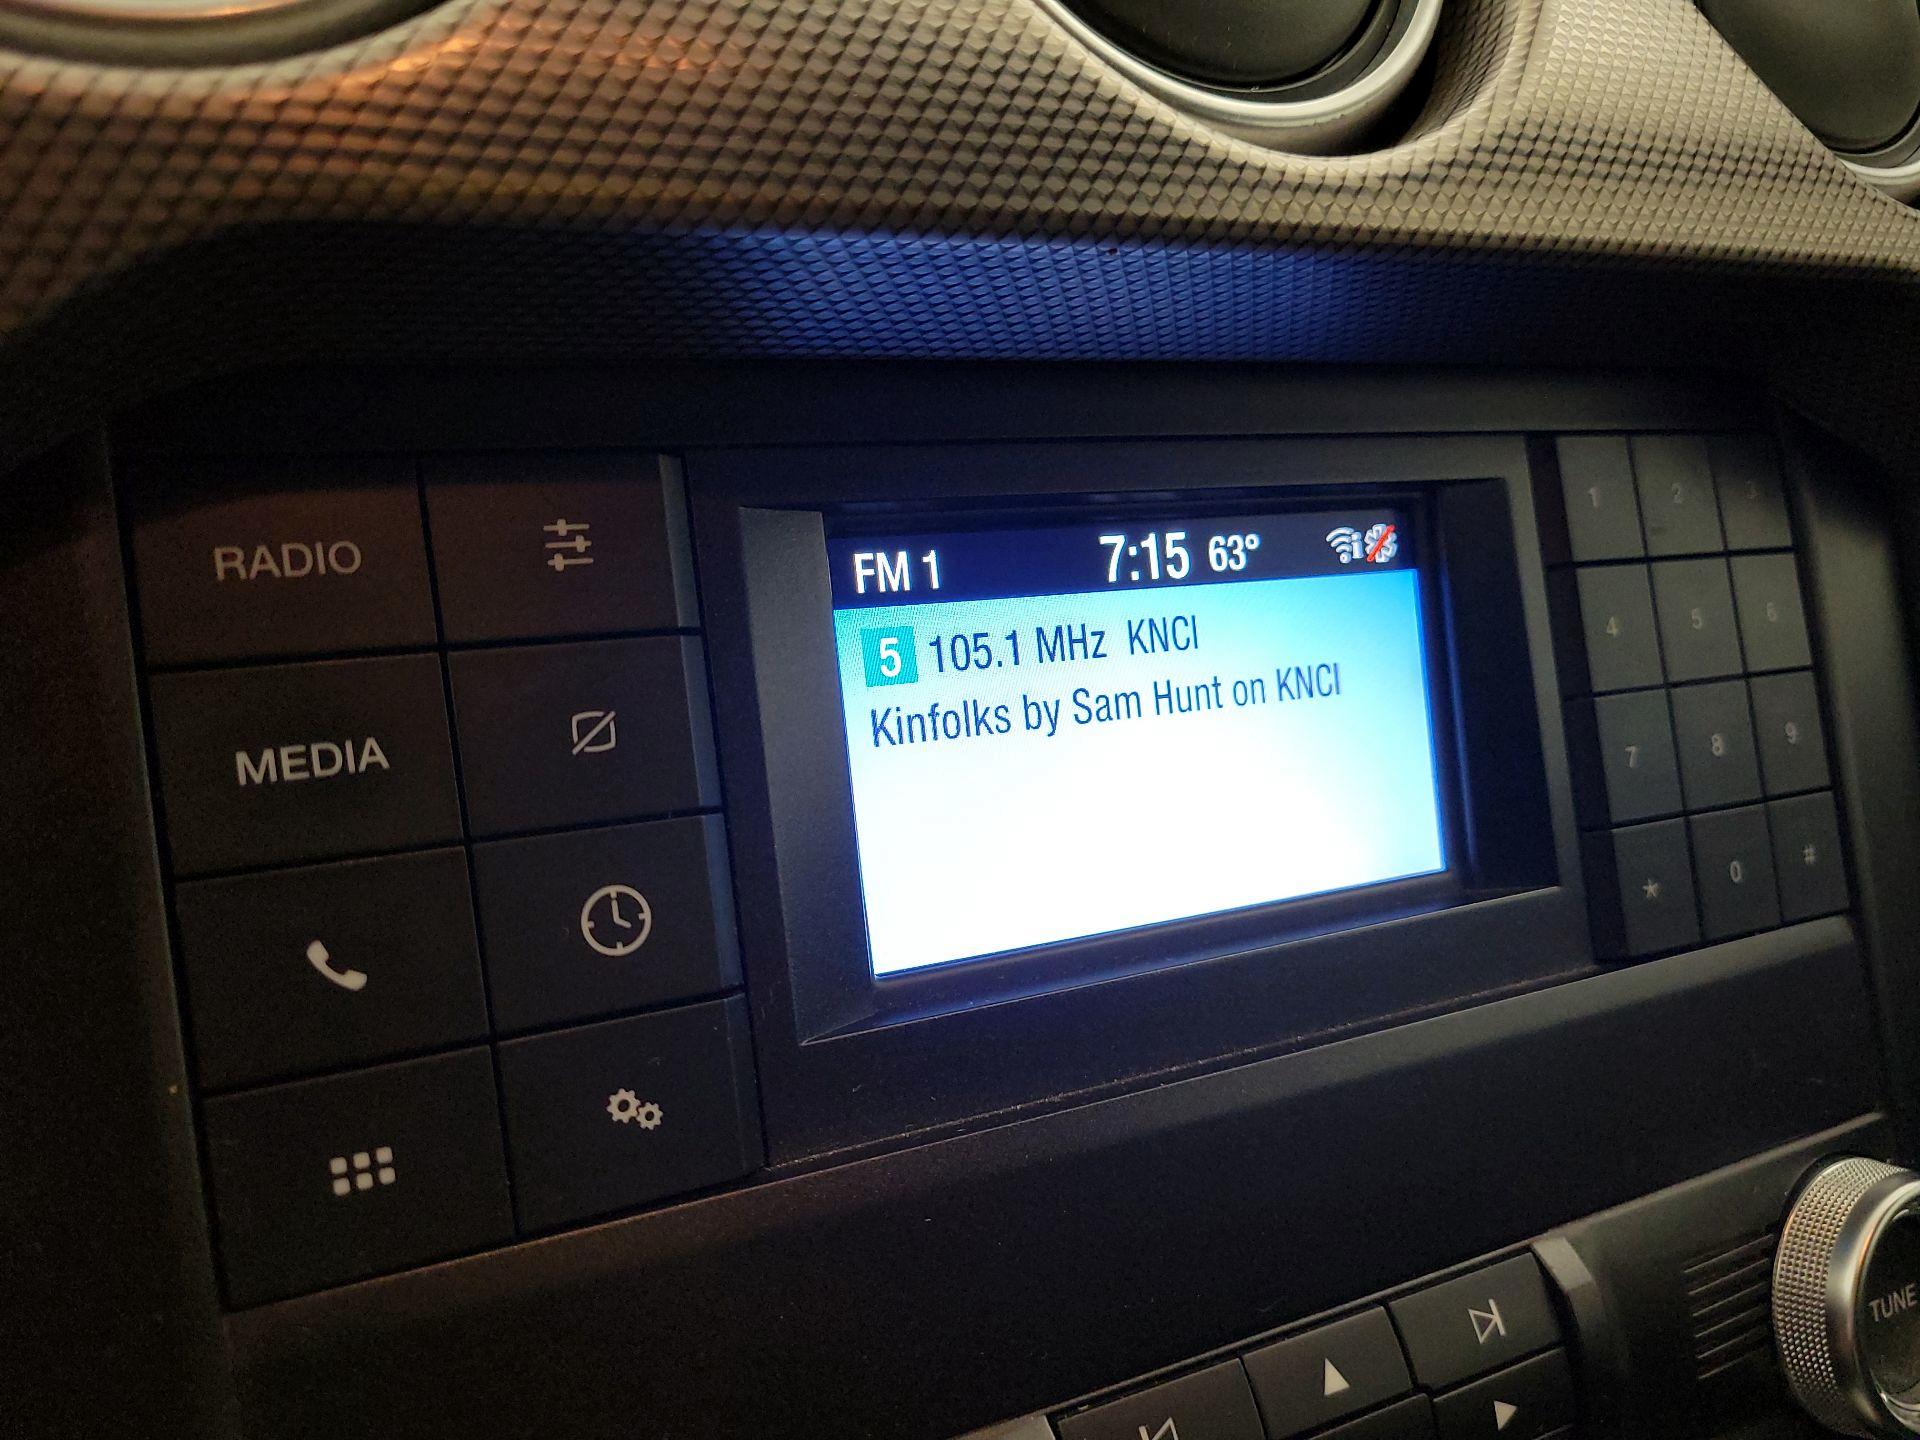 FM 1 7:15 63°
5 105.1 MHz KNCI
Kinfolks by Sam Hunt on KNCI
RADIO
MEDIA
1 2 3
4 5 6
7 8 9
* 0 #
TUNE